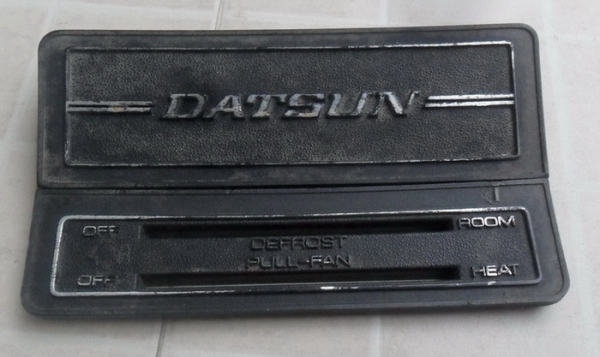 DATSUN
OFF ROOM
DEFROST
PULL-FAN
OFF HEAT